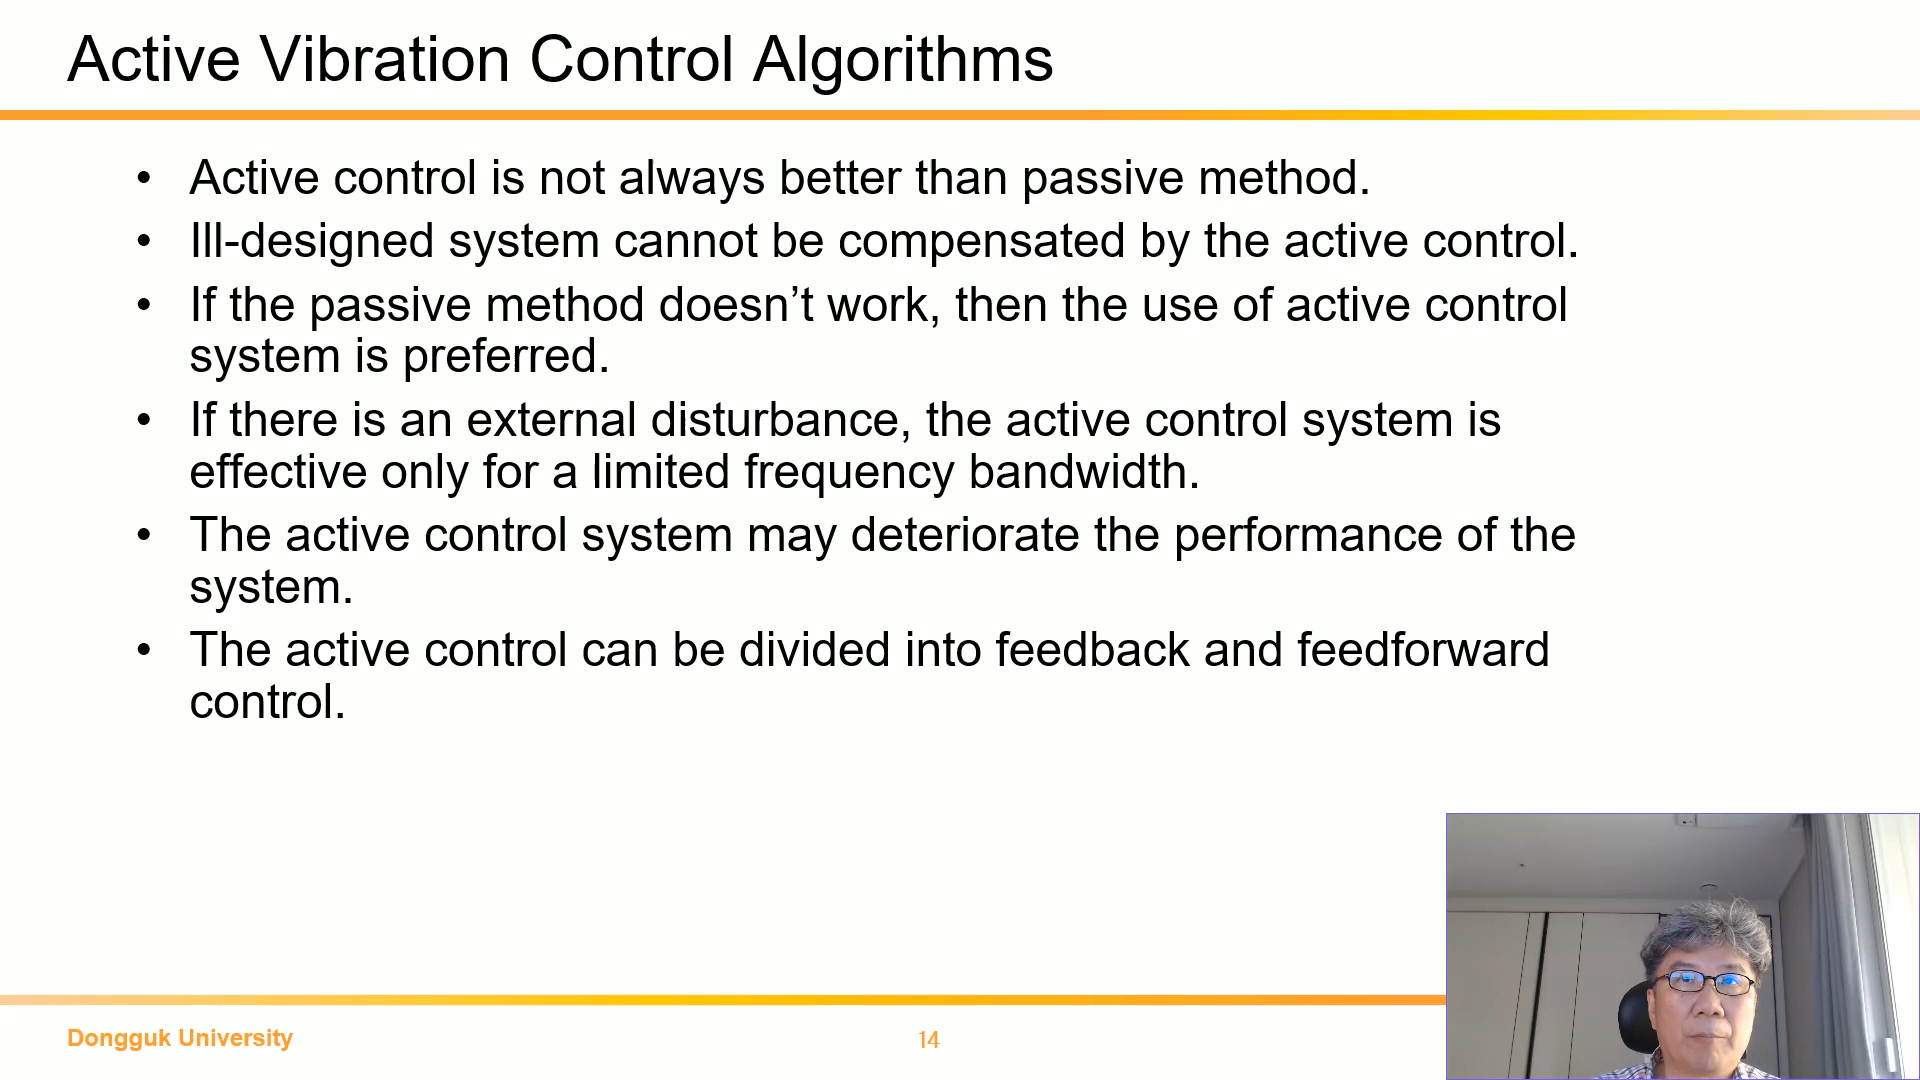 Active Vibration Control Algorithms
• Active control is not always better than passive method.
• Ill-designed system cannot be compensated by the active control.
• If the passive method doesn’t work, then the use of active control
system is preferred.
• If there is an external disturbance, the active control system is
effective only for a limited frequency bandwidth.
• The active control system may deteriorate the performance of the
system.
• The active control can be divided into feedback and feedforward
control.
Dongguk University
14